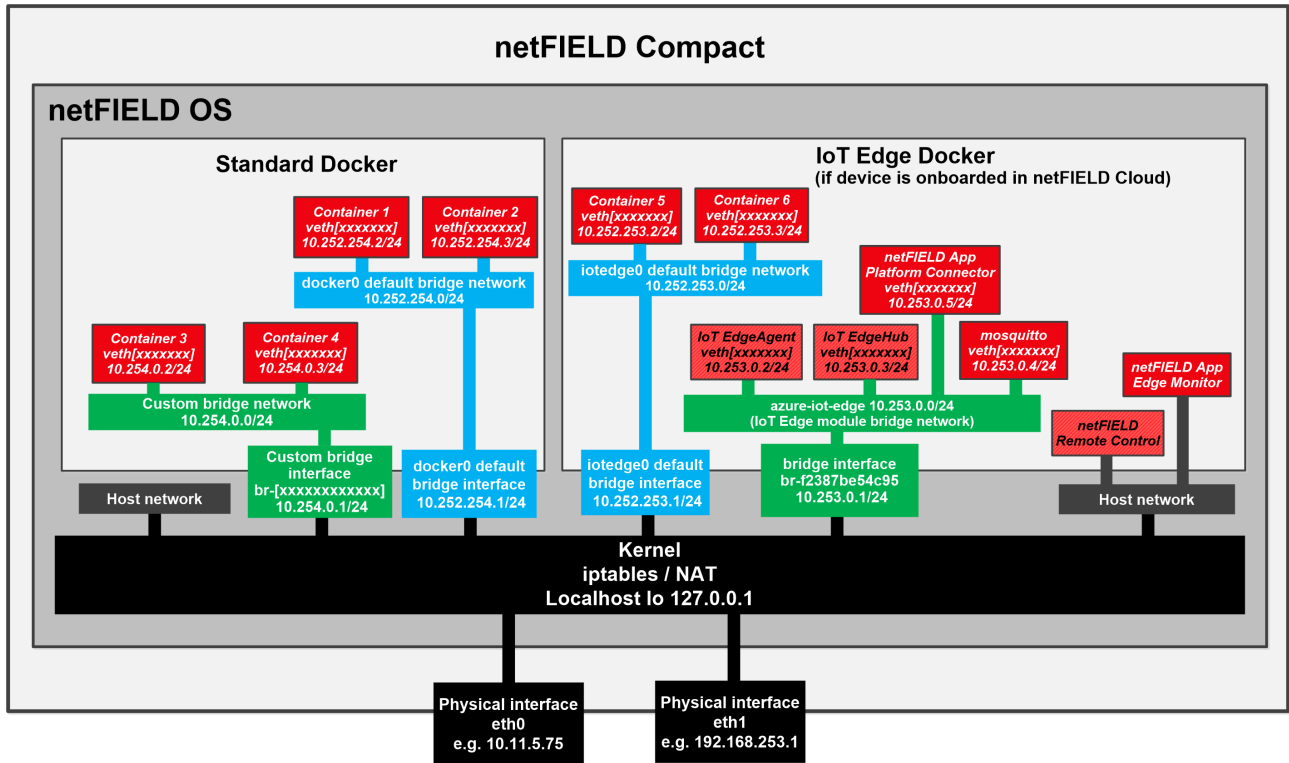 netFIELD Compact
netFIELD OS
Standard Docker
IoT Edge Docker
(if device is onboarded in netFIELD Cloud)
Container 1
veth[xxxxxxx]
10.252.254.2/24
Container 2
veth[xxxxxxx]
10.252.254.3/24
docker0 default bridge network
10.252.254.0/24
Container 3
veth[xxxxxxx]
10.254.0.2/24
Container 4
veth[xxxxxxx]
10.254.0.3/24
Custom bridge network
10.254.0.0/24
Custom bridge
interface
br-[xxxxxxxxxxxx]
10.254.0.1/24
docker0 default
bridge interface
10.252.254.1/24
Host network
Container 5
veth[xxxxxxx]
10.252.253.2/24
Container 6
veth[xxxxxxx]
10.252.253.3/24
iotedge0 default bridge network
10.252.253.0/24
netFIELD App
Platform Connector
veth[xxxxxxx]
10.253.0.5/24
IoT EdgeAgent
veth[xxxxxxx]
10.253.0.2/24
IoT EdgeHub
veth[xxxxxxx]
10.253.0.3/24
mosquitto
veth[xxxxxxx]
10.253.0.4/24
netFIELD App
Edge Monitor
azure-iot-edge 10.253.0.0/24
(IoT Edge module bridge network)
netFIELD
Remote Control
iotedge0 default
bridge interface
10.252.253.1/24
bridge interface
br-f2387be54c95
10.253.0.1/24
Host network
Kernel
iptables / NAT
Localhost lo 127.0.0.1
Physical interface
eth0
e.g. 10.11.5.75
Physical interface
eth1
e.g. 192.168.253.1